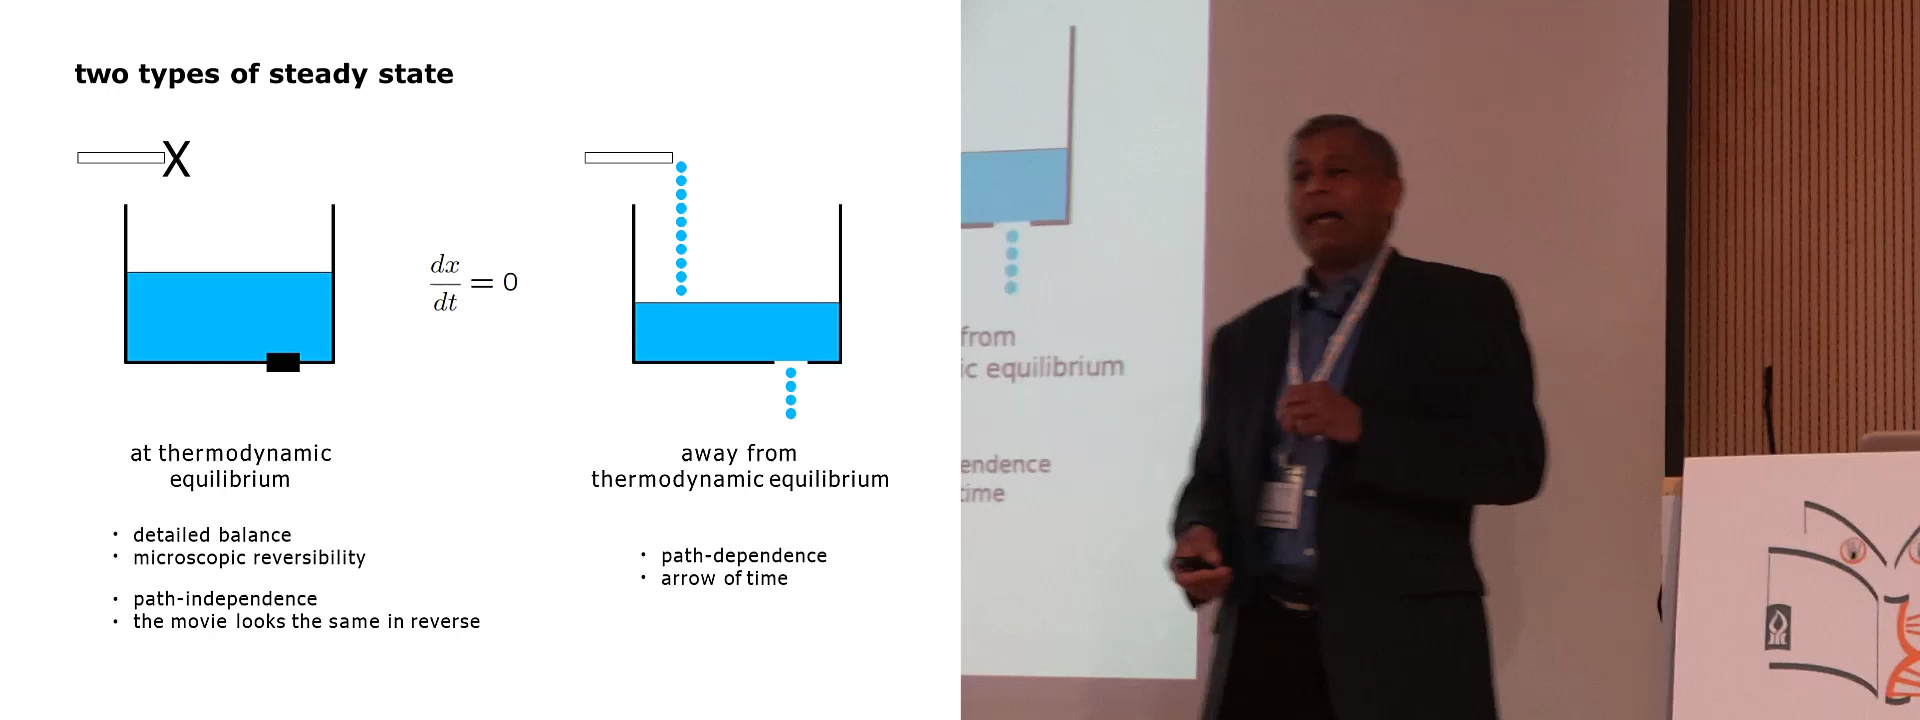 two types of steady state
X
dx
dt
= 0
at thermodynamic
equilibrium
• detailed balance
• microscopic reversibility
• path-independence
• the movie looks the same in reverse
away from
thermodynamic equilibrium
• path-dependence
• arrow of time
from
ic equilibrium
endence
time